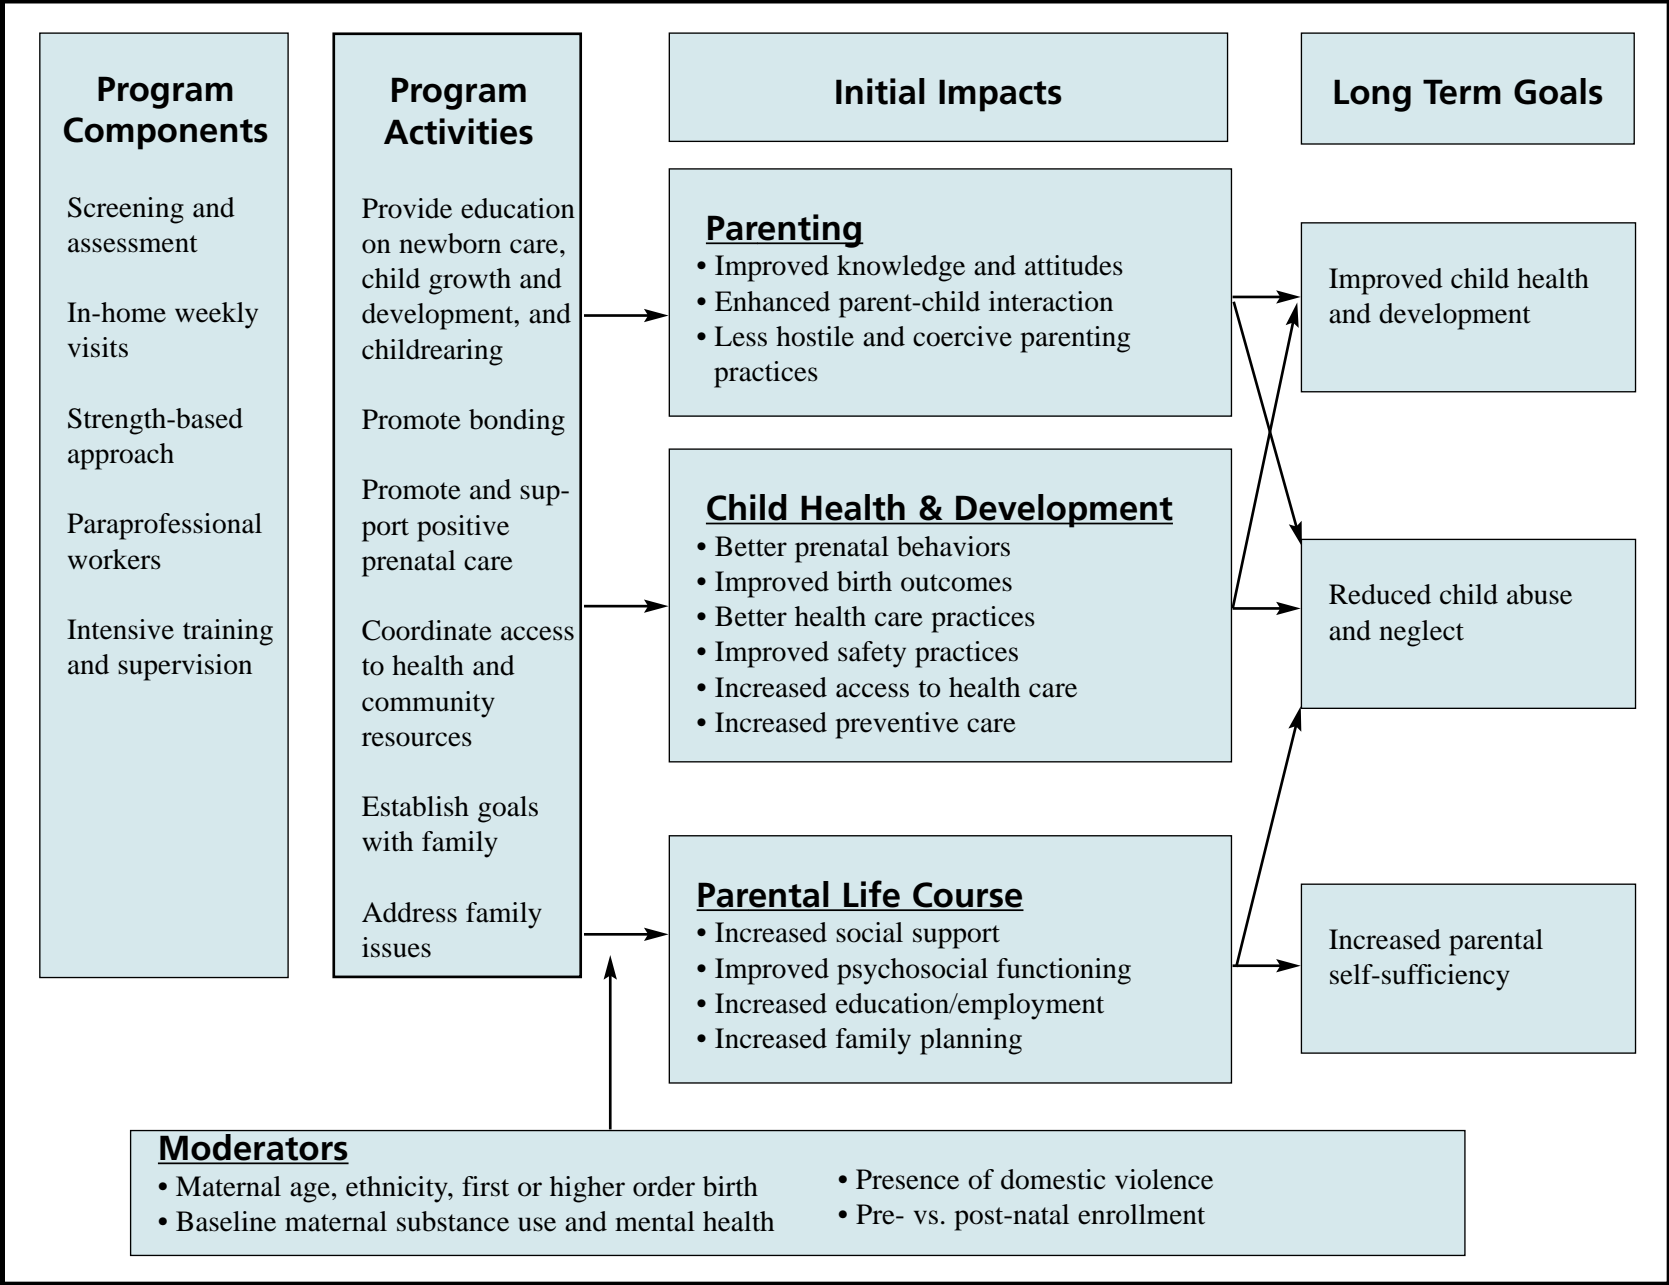 Program
Components
Screening and
assessment
In-home weekly
visits
Strength-based
approach
Paraprofessional
workers
Intensive training
and supervision
Program
Activities
Provide education
on newborn care,
child growth and
development, and
childrearing
Promote bonding
Promote and sup-
port positive
prenatal care
Coordinate access
to health and
community
resources
Establish goals
with family
Address family
issues
Initial Impacts
Parenting
• Improved knowledge and attitudes
• Enhanced parent-child interaction
• Less hostile and coercive parenting
practices
Child Health & Development
• Better prenatal behaviors
• Improved birth outcomes
• Better health care practices
• Improved safety practices
• Increased access to health care
• Increased preventive care
Parental Life Course
• Increased social support
• Improved psychosocial functioning
• Increased education/employment
• Increased family planning
Long Term Goals
Improved child health
and development
Reduced child abuse
and neglect
Increased parental
self-sufficiency
Moderators
• Maternal age, ethnicity, first or higher order birth
• Baseline maternal substance use and mental health
• Presence of domestic violence
• Pre- vs. post-natal enrollment